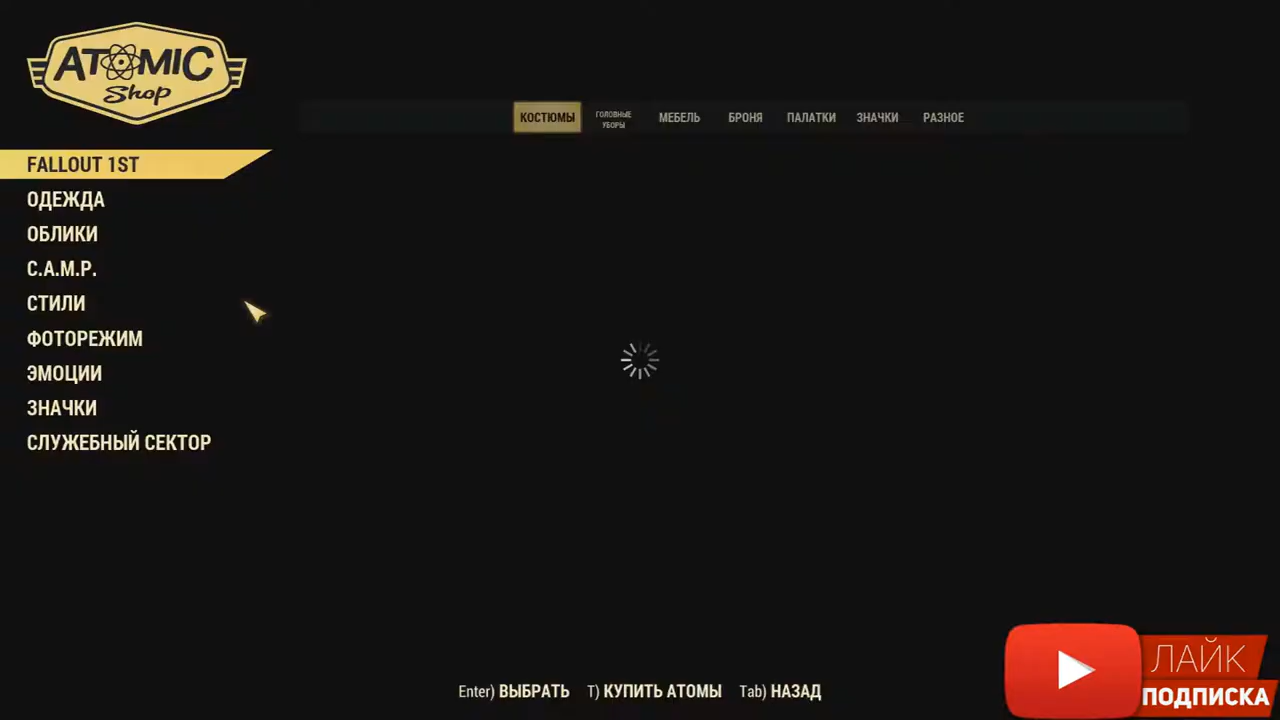 ATOMIC
Shop
КОСТЮМЫ
ГОЛОВНЫЕ
УБОРЫ
МЕБЕЛЬ
БРОНЯ
ПАЛАТКИ
ЗНАЧКИ
РАЗНОЕ
FALLOUT 1ST
ОДЕЖДА
ОБЛИКИ
C.A.M.P.
СТИЛИ
ФОТОРЕЖИМ
ЭМОЦИИ
ЗНАЧКИ
СЛУЖЕБНЫЙ СЕКТОР
Enter) ВЫБРАТЬ T) КУПИТЬ АТОМЫ Tab) НАЗАД
ЛАЙК
ПОДПИСКА